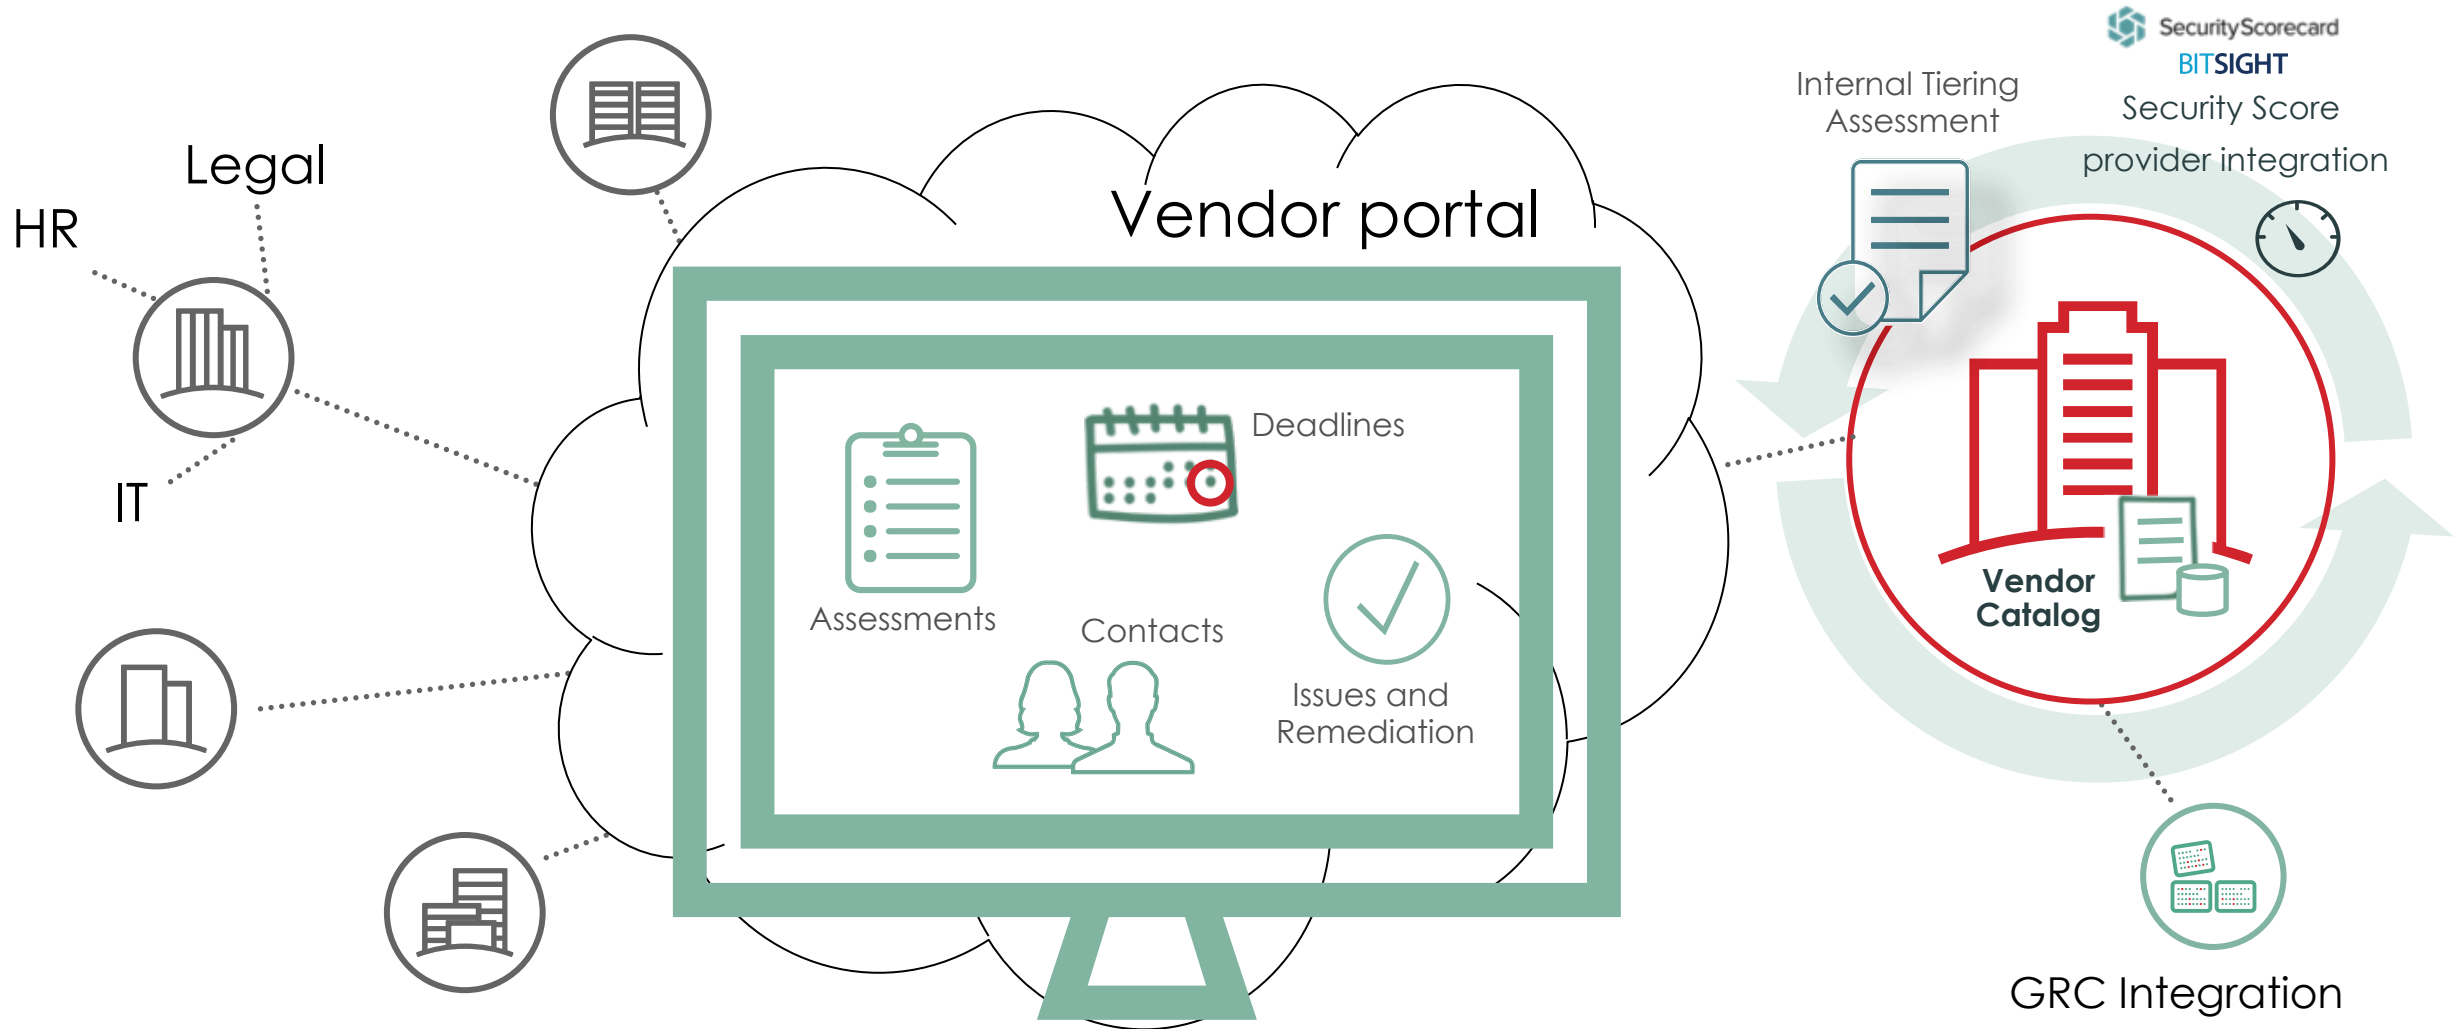 Legal
HR
IT
Vendor portal
Assessments
Deadlines
Contacts
Issues and
Remediation
Internal Tiering
Assessment
SecurityScorecard
BITSIGHT
Security Score
provider integration
Vendor
Catalog
GRC Integration